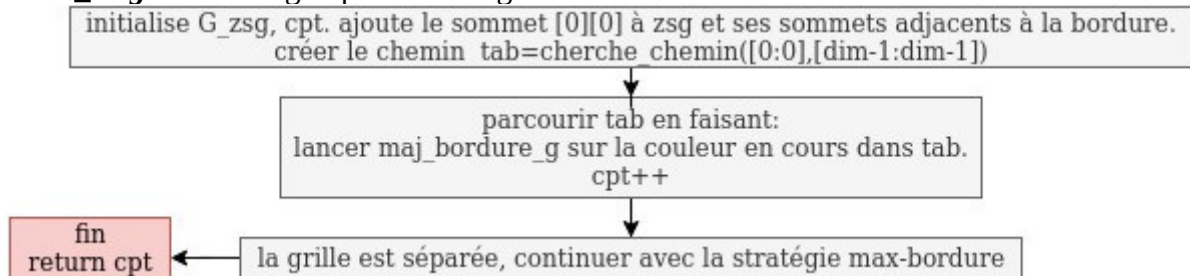 initialise G_zsg, cpt. ajoute le sommet [0][0] à zsg et ses sommets adjacents à la bordure.
créer le chemin tab=cherche_chemin([0:0],[dim-1:dim-1])
parcourir tab en faisant:
lancer maj_bordure_g sur la couleur en cours dans tab.
cpt++
fin
return cpt
la grille est séparée, continuer avec la stratégie max-bordure